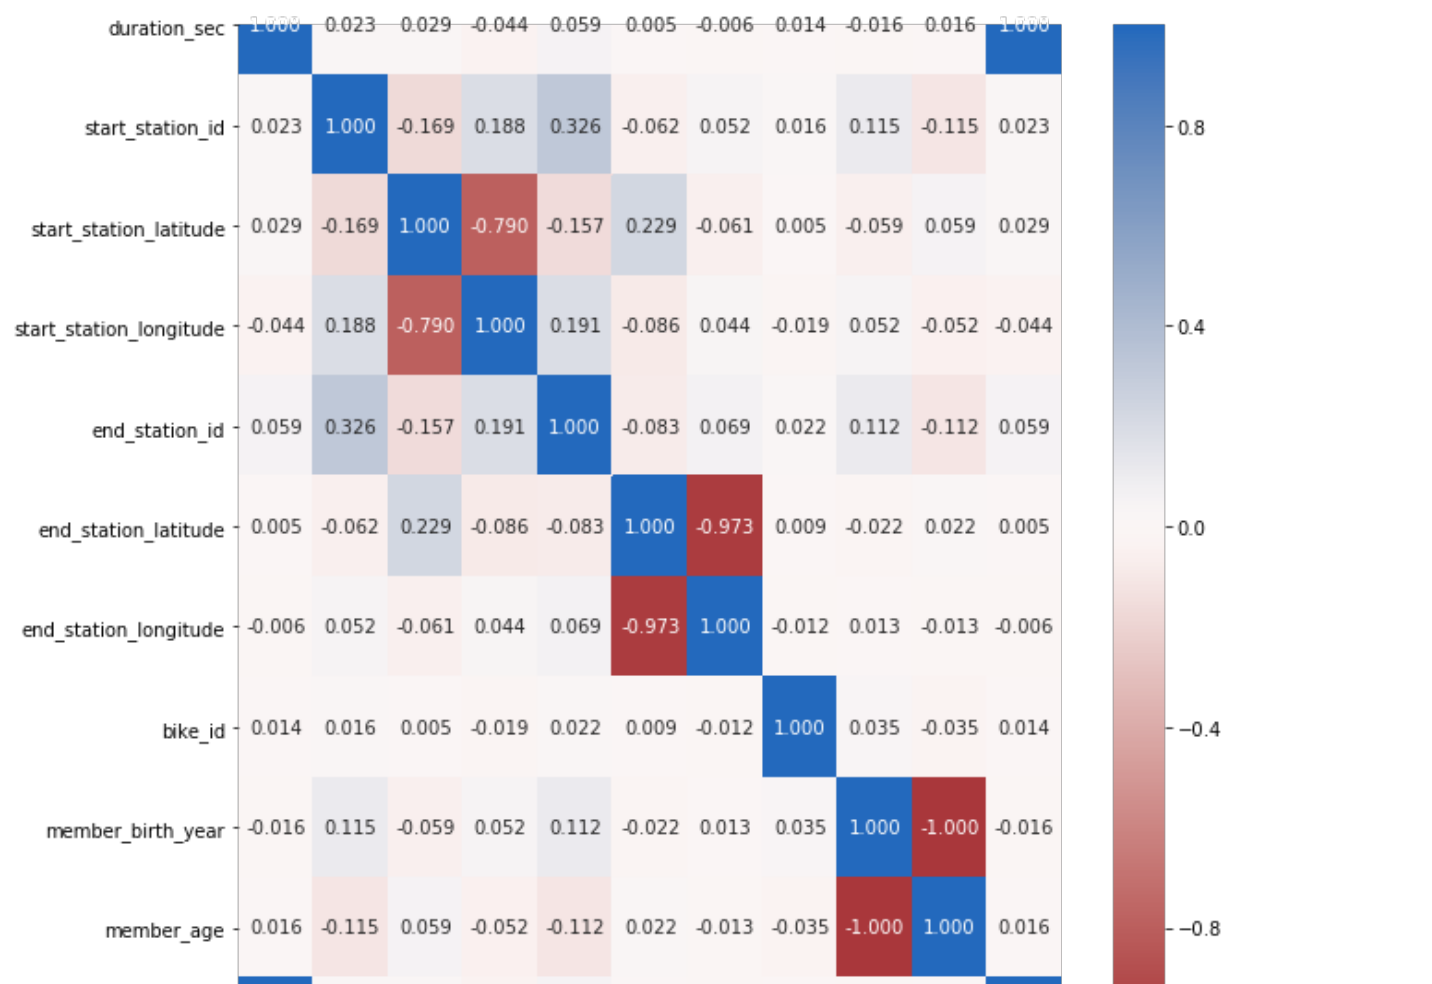 duration_sec 1.000 0.023 0.029 -0.044 0.059 0.005 -0.006 0.014 -0.016 0.016 1.000
start_station_id 0.023 1.000 -0.169 0.188 0.326 -0.062 0.052 0.016 0.115 -0.115 0.023
0.8
start_station_latitude 0.029 -0.169 1.000 -0.790 -0.157 0.229 -0.061 0.005 -0.059 0.059 0.029
start_station_longitude -0.044 0.188 -0.790 1.000 0.191 -0.086 0.044 -0.019 0.052 -0.052 -0.044
0.4
end_station_id 0.059 0.326 -0.157 0.191 1.000 -0.083 0.069 0.022 0.112 -0.112 0.059
end_station_latitude 0.005 -0.062 0.229 -0.086 -0.083 1.000 -0.973 0.009 -0.022 0.022 0.005
0.0
end_station_longitude -0.006 0.052 -0.061 0.044 0.069 -0.973 1.000 -0.012 0.013 -0.013 -0.006
bike_id 0.014 0.016 0.005 -0.019 0.022 0.009 -0.012 1.000 0.035 -0.035 0.014
−0.4
member_birth_year -0.016 0.115 -0.059 0.052 0.112 -0.022 0.013 0.035 1.000 -1.000 -0.016
member_age 0.016 -0.115 0.059 -0.052 -0.112 0.022 -0.013 -0.035 -1.000 1.000 0.016
−0.8